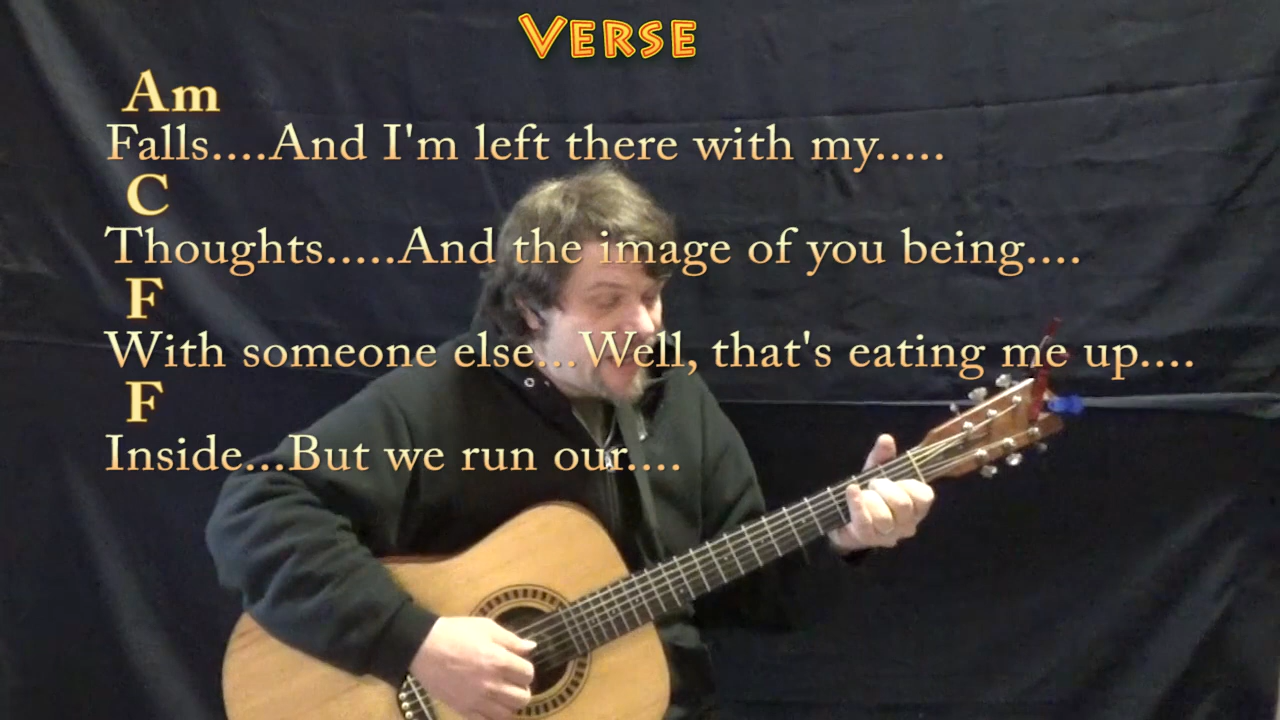 VERSE
Am
Falls....And I'm left there with my.....
C
Thoughts.....And the image of you being....
F
With someone else...Well, that's eating me up....
F
Inside...But we run our....